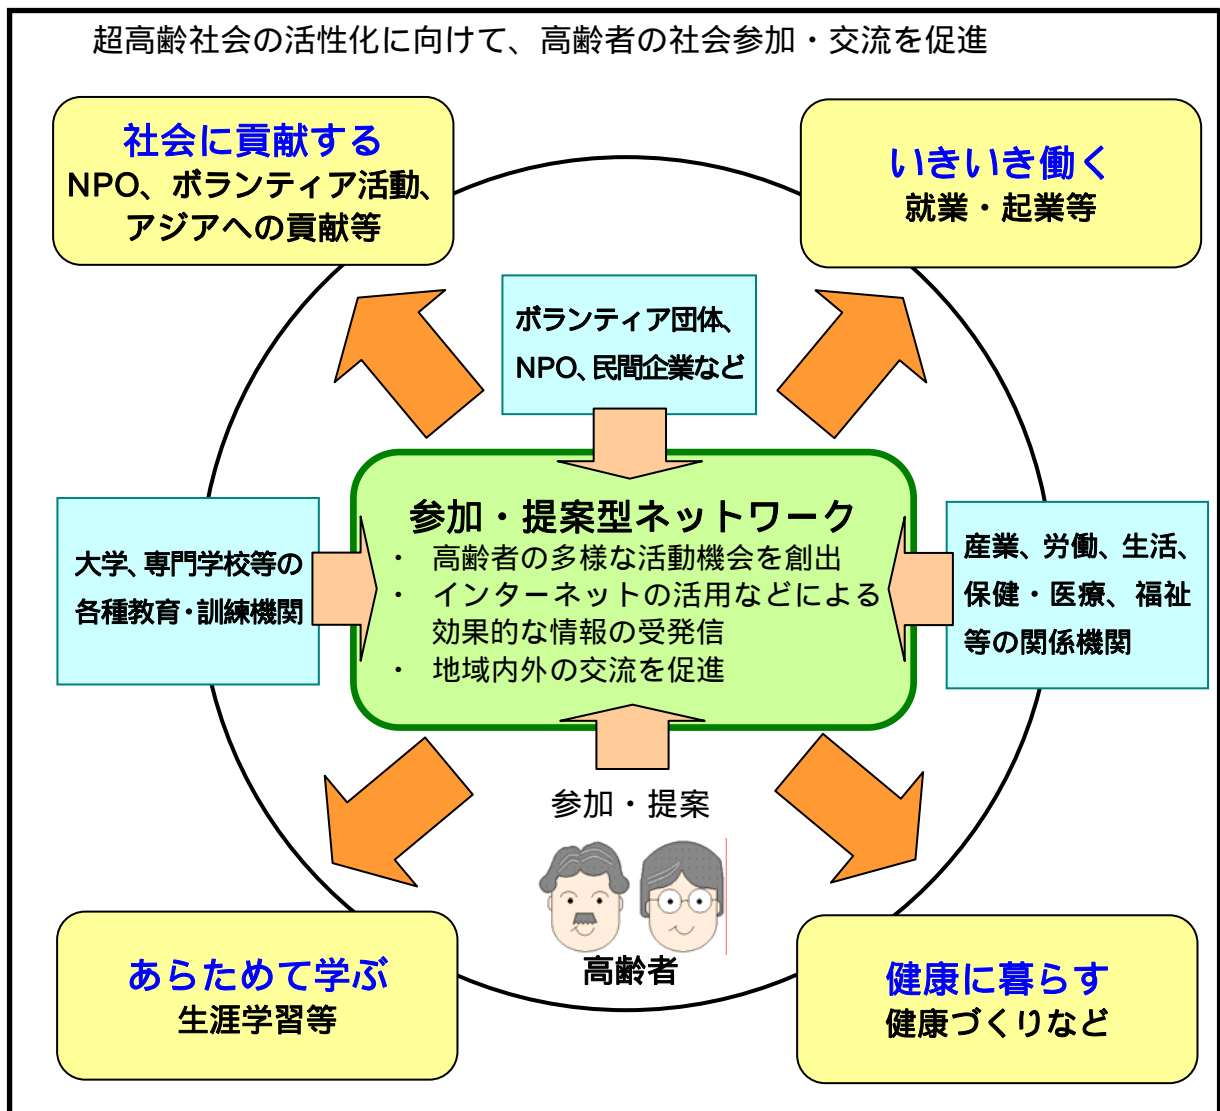 超高齢社会の活性化に向けて、高齢者の社会参加・交流を促進
社会に貢献する
NPO、ボランティア活動、
アジアへの貢献等
いきいき働く
就業・起業等
ボランティア団体、
NPO、民間企業など
参加・提案型ネットワーク
・ 高齢者の多様な活動機会を創出
・ インターネットの活用などによる
効果的な情報の受発信
・ 地域内外の交流を促進
大学、専門学校等の
各種教育・訓練機関
産業、労働、生活、
保健・医療、福祉
等の関係機関
参加・提案
高齢者
あらためて学ぶ
生涯学習等
健康に暮らす
健康づくりなど